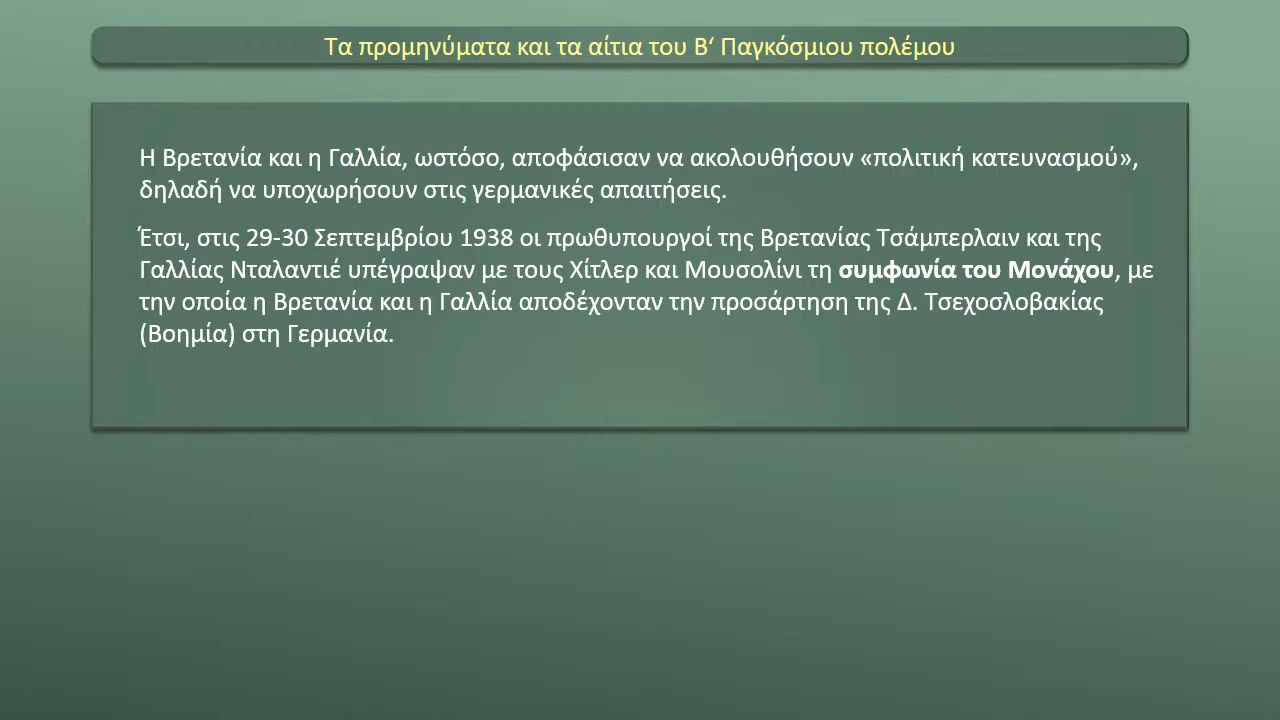 Τα προμηνύματα και τα αίτια του Β‘ Παγκόσμιου πολέμου
Η Βρετανία και η Γαλλία, ωστόσο, αποφάσισαν να ακολουθήσουν «πολιτική κατευνασμού»,
δηλαδή να υποχωρήσουν στις γερμανικές απαιτήσεις.
Έτσι, στις 29-30 Σεπτεμβρίου 1938 οι πρωθυπουργοί της Βρετανίας Τσάμπερλαιν και της
Γαλλίας Νταλαντιέ υπέγραψαν με τους Χίτλερ και Μουσολίνι τη συμφωνία του Μονάχου, με
την οποία η Βρετανία και η Γαλλία αποδέχονταν την προσάρτηση της Δ. Τσεχοσλοβακίας
(Βοημία) στη Γερμανία.